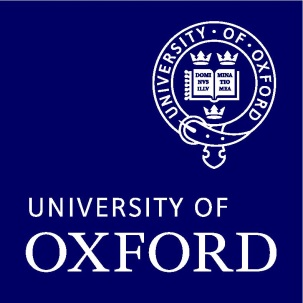 UNIVERSITY · OF · OXFORD
DOMI MINA
NVS TIO
ILLV MEA
UNIVERSITY OF
OXFORD